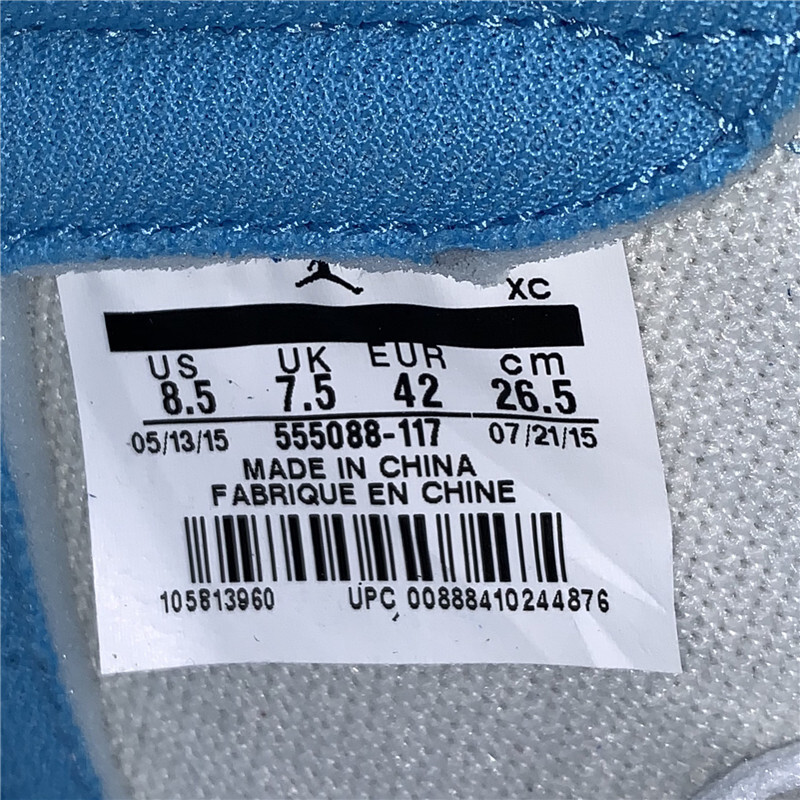 XC
US UK EUR cm
8.5 7.5 42 26.5
05/13/15 555088-117 07/21/15
MADE IN CHINA
FABRIQUE EN CHINE
105813960 UPC 00888410244876